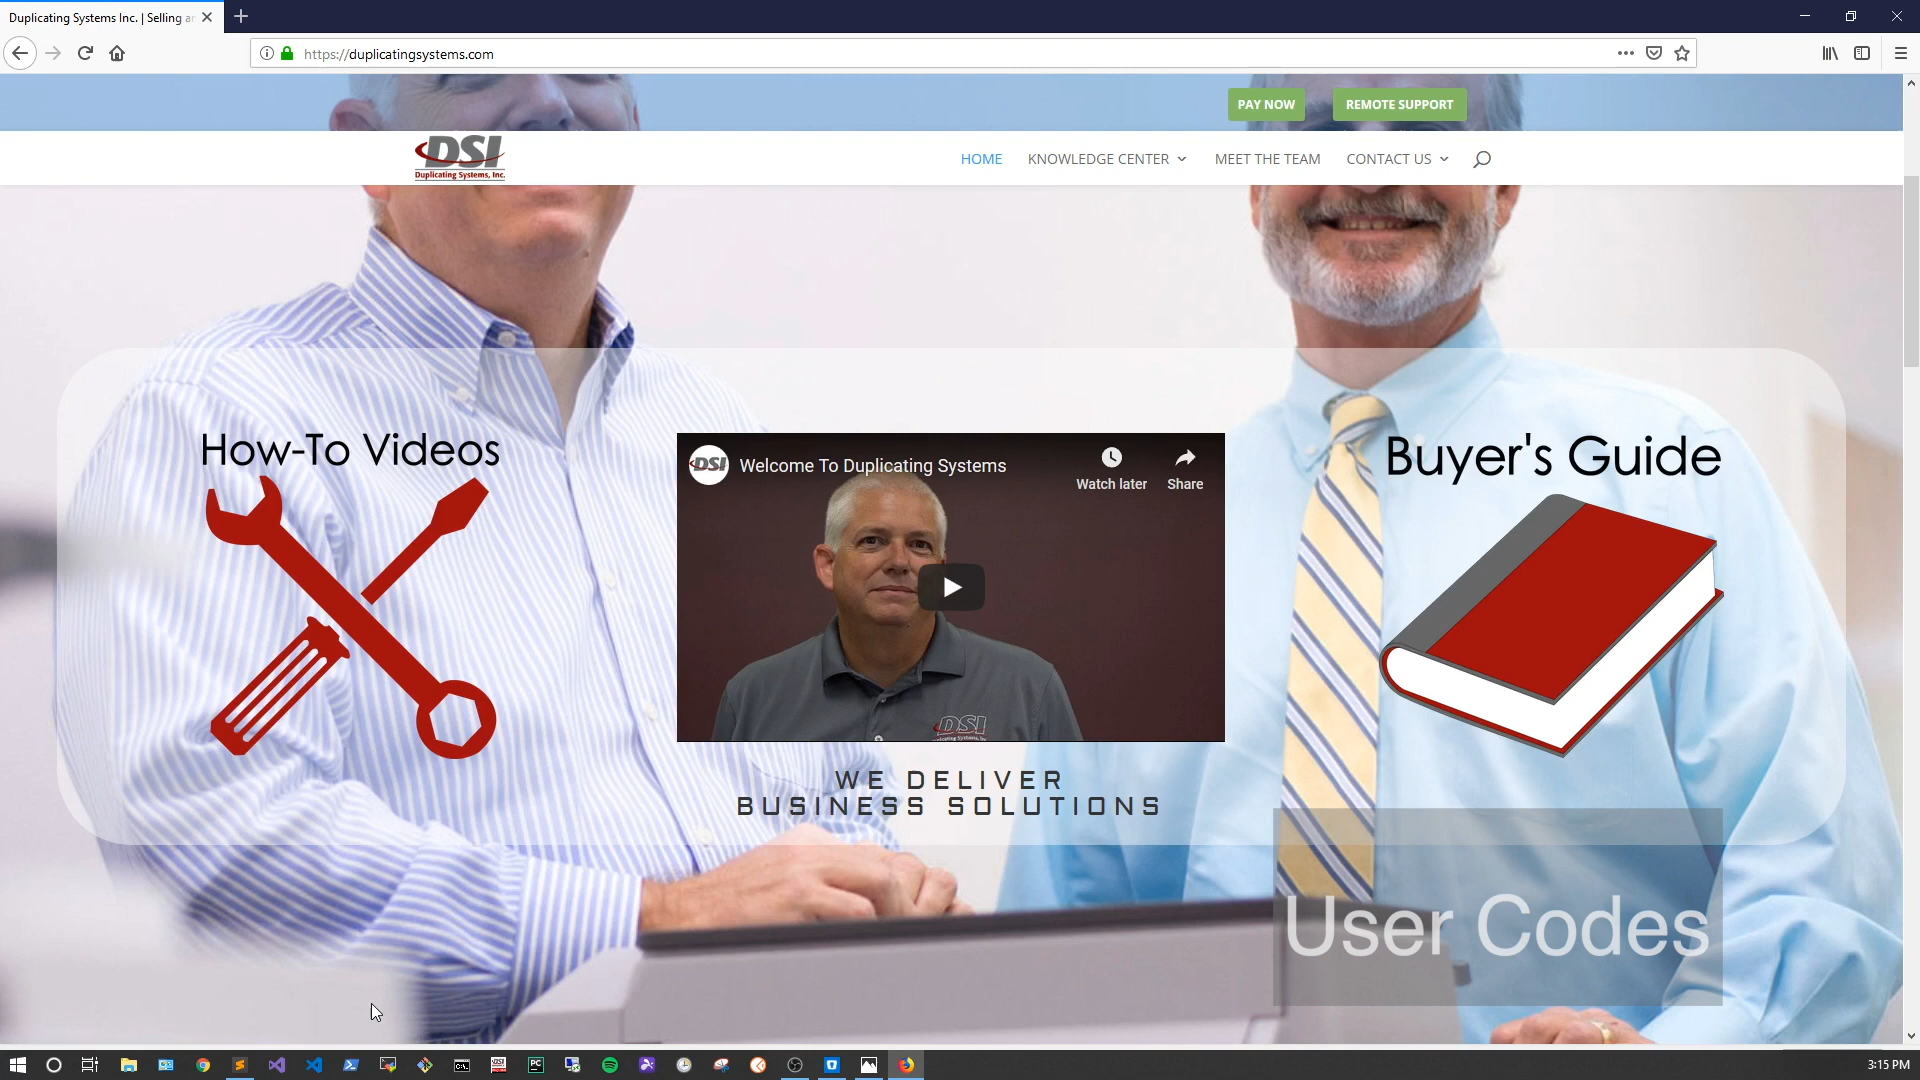 Duplicating Systems Inc. | Selling a
https://duplicatingsystems.com
PAY NOW
REMOTE SUPPORT
DSI
Duplicating Systems, Inc.
HOME
KNOWLEDGE CENTER
MEET THE TEAM
CONTACT US
How-To Videos
DSI
Welcome To Duplicating Systems
Watch later
Share
DSI
WE DELIVER
BUSINESS SOLUTIONS
Buyer's Guide
User Codes
3:15 PM